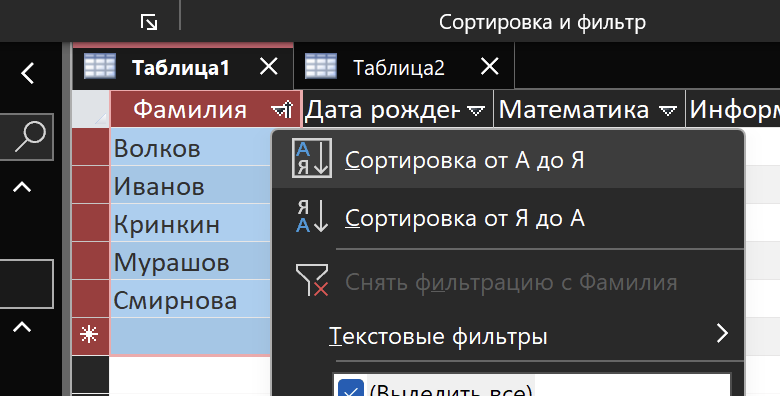 Сортировка и фильтр
Таблица1 Таблица2
Фамилия Дата рожден Математика Информ
Волков
Иванов
Кринкин
Мурашов
Смирнова
А
Я
Сортировка от А до Я
Я
А
Сортировка от Я до А
Снять фильтрацию с Фамилия
Текстовые фильтры
(Выделить все)